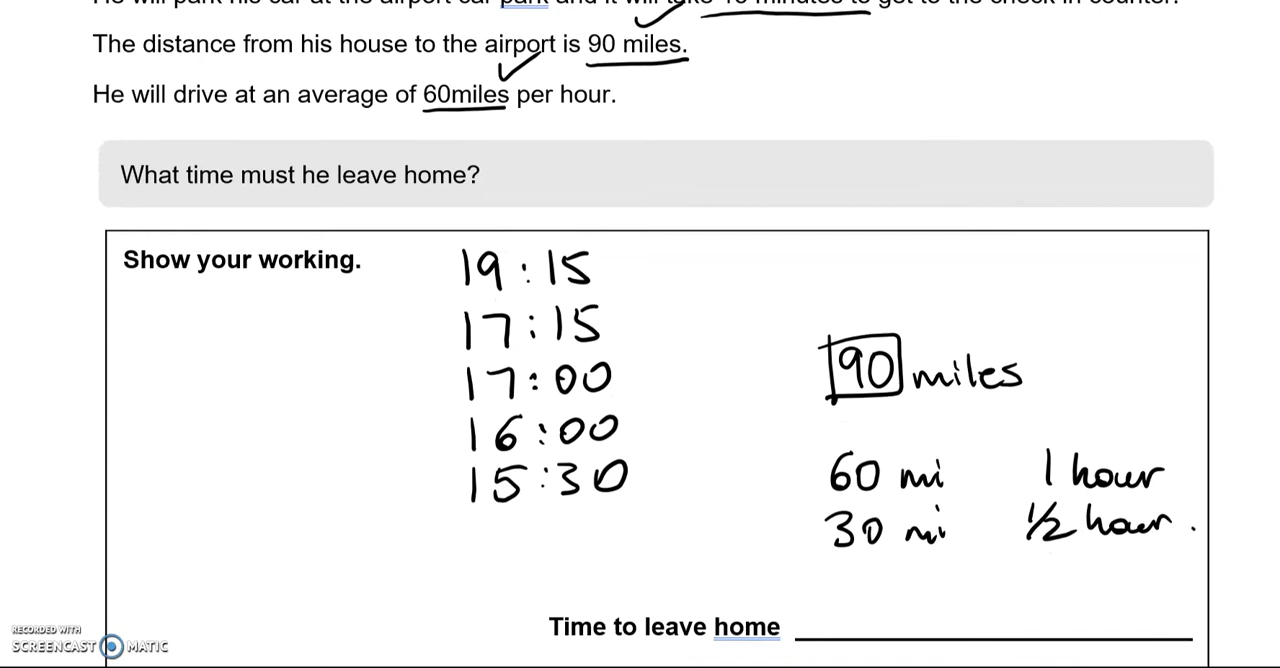 The distance from his house to the airport is 90 miles.
He will drive at an average of 60miles per hour.
What time must he leave home?
Show your working.
19:15
17:15
17:00
16:00
15:30
90 miles
60 mi 1 hour
30 mi 1/2 hour.
Time to leave home
RECORDED WITH
SCREENCAST MATIC